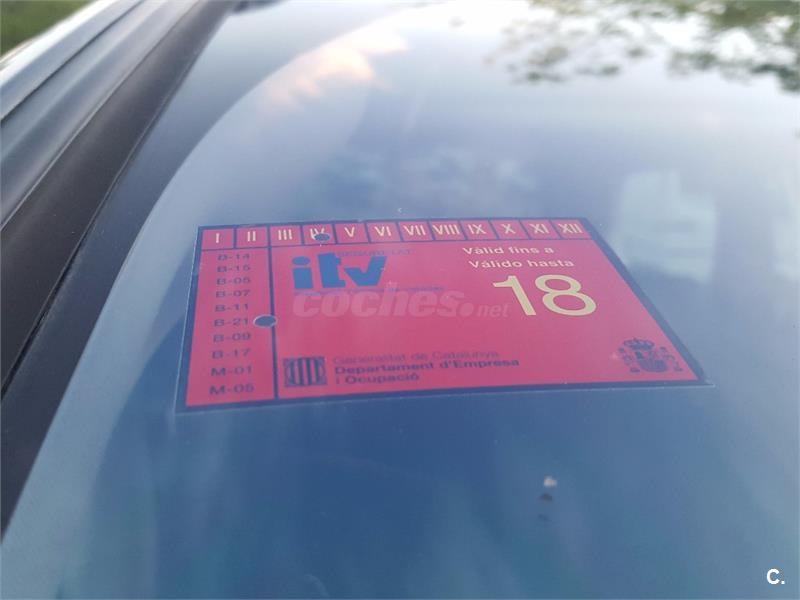 I II III IV V VI VII VIII IX X XI XII
B-14
B-15
B-05
B-07
B-11
B-21
B-09
B-17
M-01
M-05
SEGURETAT
itv
Vàlid fins a
Válido hasta
18
coches.net
Generalitat de Catalunya
Departament d'Empresa
i Ocupació
C.